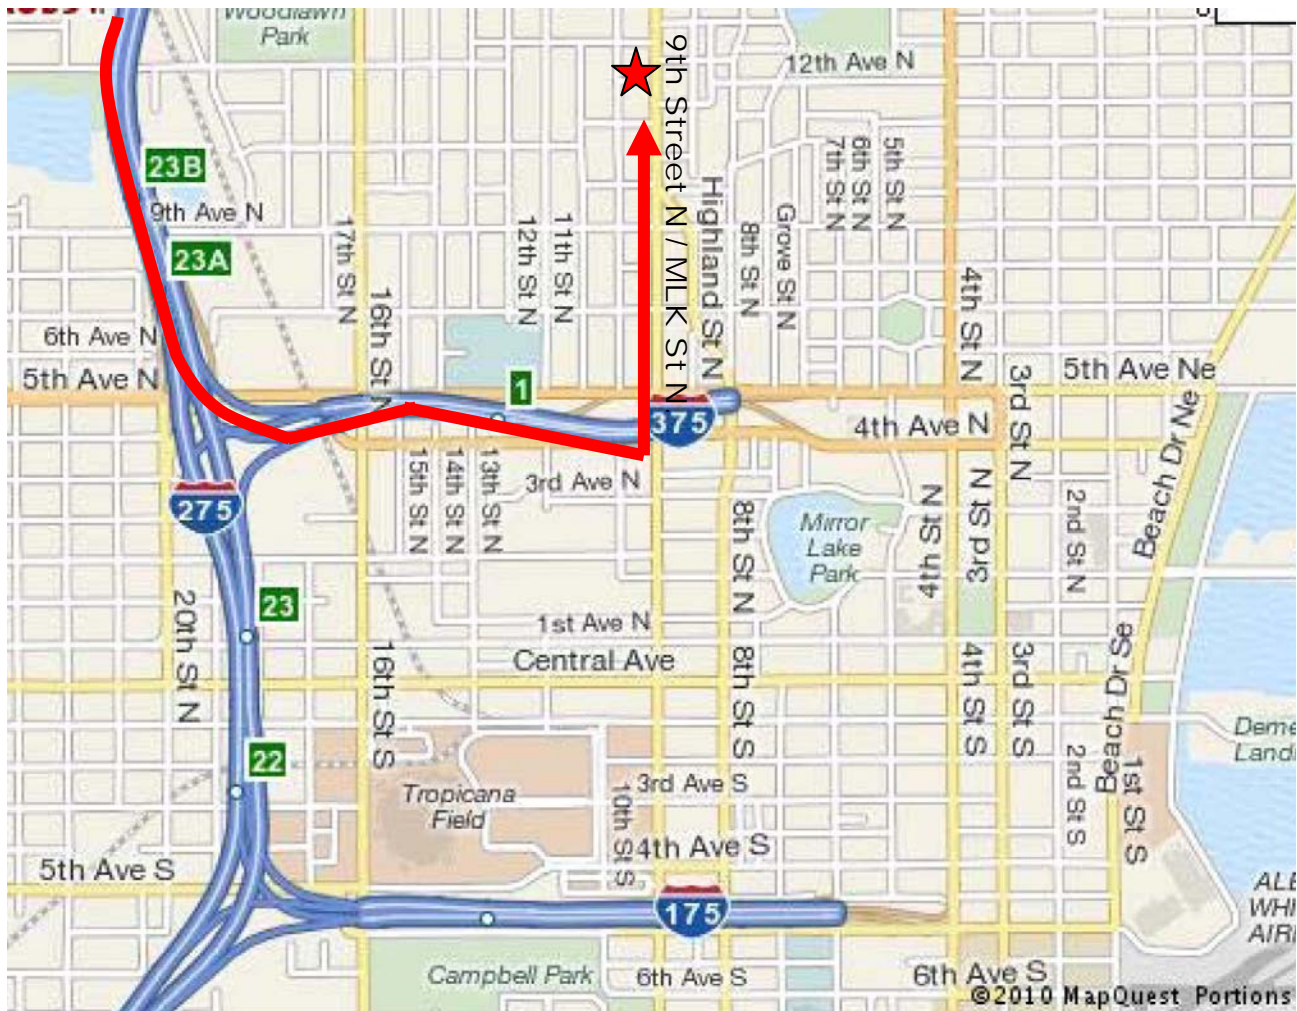 Woodlawn
Park
12th Ave N
9th Street N / MLK St N
23B
9th Ave N
23A
17th St N
16th St N
12th St N
11th St N
Highland St N
8th St N
Grove St N
7th St N
6th St N
5th St N
4th St N
6th Ave N
5th Ave N
1
375
5th Ave Ne
3rd St N
4th Ave N
Beach Dr Ne
275
15th St N
14th St N
13th St N
3rd Ave N
8th St N
Mirror
Lake
Park
4th St N
3rd St N
2nd St N
23
20th St N
1st Ave N
Central Ave
16th St S
8th St S
4th St S
3rd St S
2nd St S
Beach Dr Se
1st St S
22
Tropicana
Field
10th St S
3rd Ave S
4th Ave S
5th Ave S
175
Campbell Park
6th Ave S
6th Ave S
©2010 MapQuest Portions